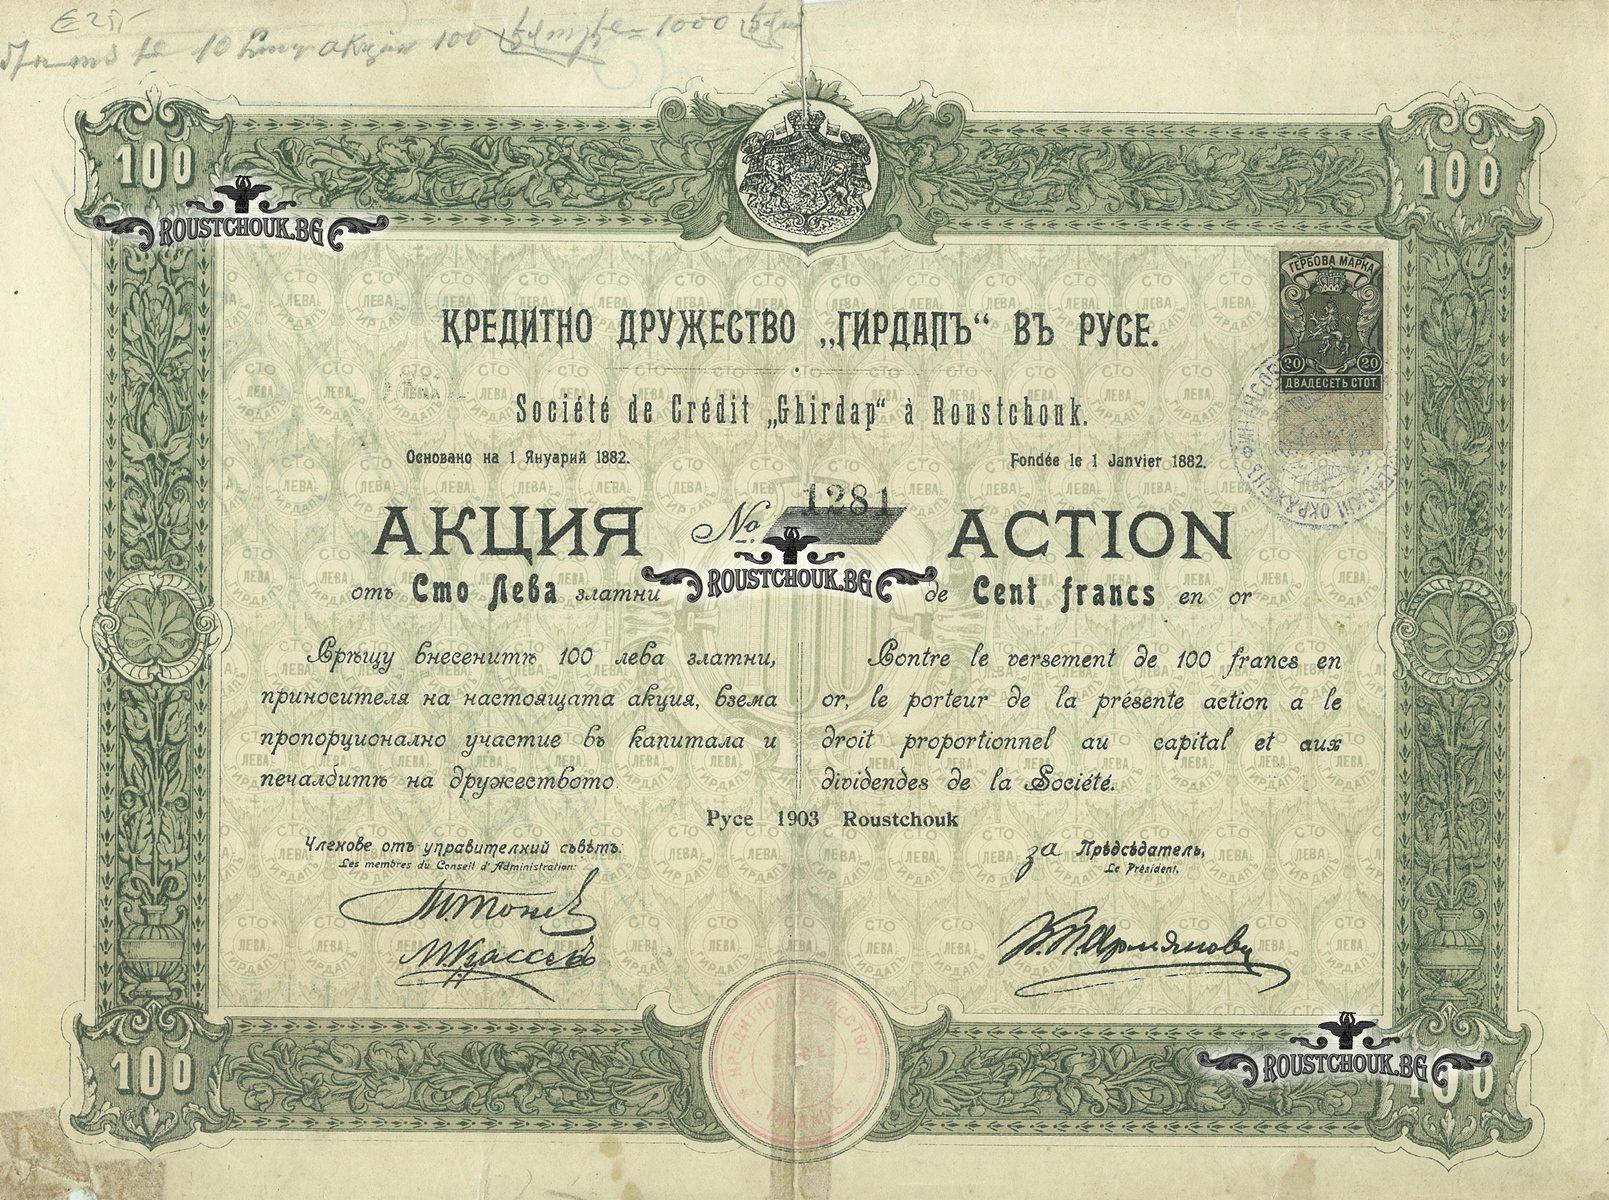 100 100
ROUSTCHOUK.BG
ГЕРБОВА МАРКА
20 20
ДВАДЕСЕТЬ СТОТ.
КРЕДИТНО ДРУЖЕСТВО „ГИРДАПЪ“ ВЪ РУСЕ.
Société de Crédit „Ghirdap“ à Roustchouk.
Основано на 1 Януарий 1882. Fondée le 1 Janvier 1882.
АКЦИЯ № 1281 ACTION
ROUSTCHOUK.BG
отъ Сто Лева златни de Cent francs en or
Срѣщу внесенитѣ 100 лева златни,
приносителя на настоящата акция, взема
пропорционално участие въ капитала и
печалбитѣ на дружеството.
Contre le versement de 100 francs en
or, le porteur de la présente action a le
droit proportionnel au capital et aux
dividendes de la Société.
Русе 1903 Roustchouk
Членове отъ управителний съвѣтъ.
Les membres du Conseil d'Administration:
за Прѣдсѣдатель,
Le Président,
КРЕДИТНО ДРУЖЕСТВО
ROUSTCHOUK.BG
100 100